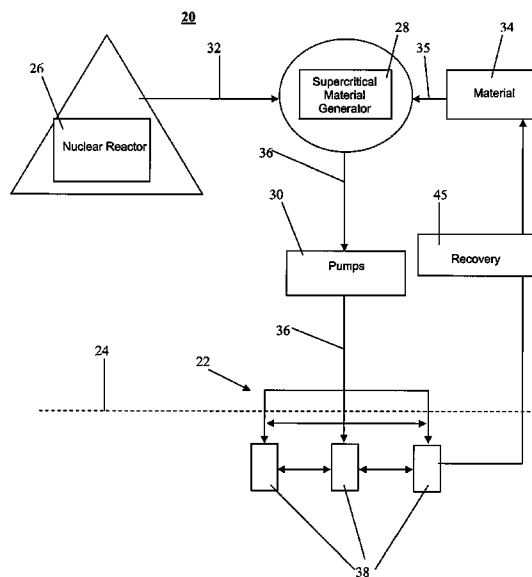 20
28
34
26
32
35
Supercritical
Material
Generator
Material
Nuclear Reactor
36
30
45
Pumps
Recovery
36
24
22
38